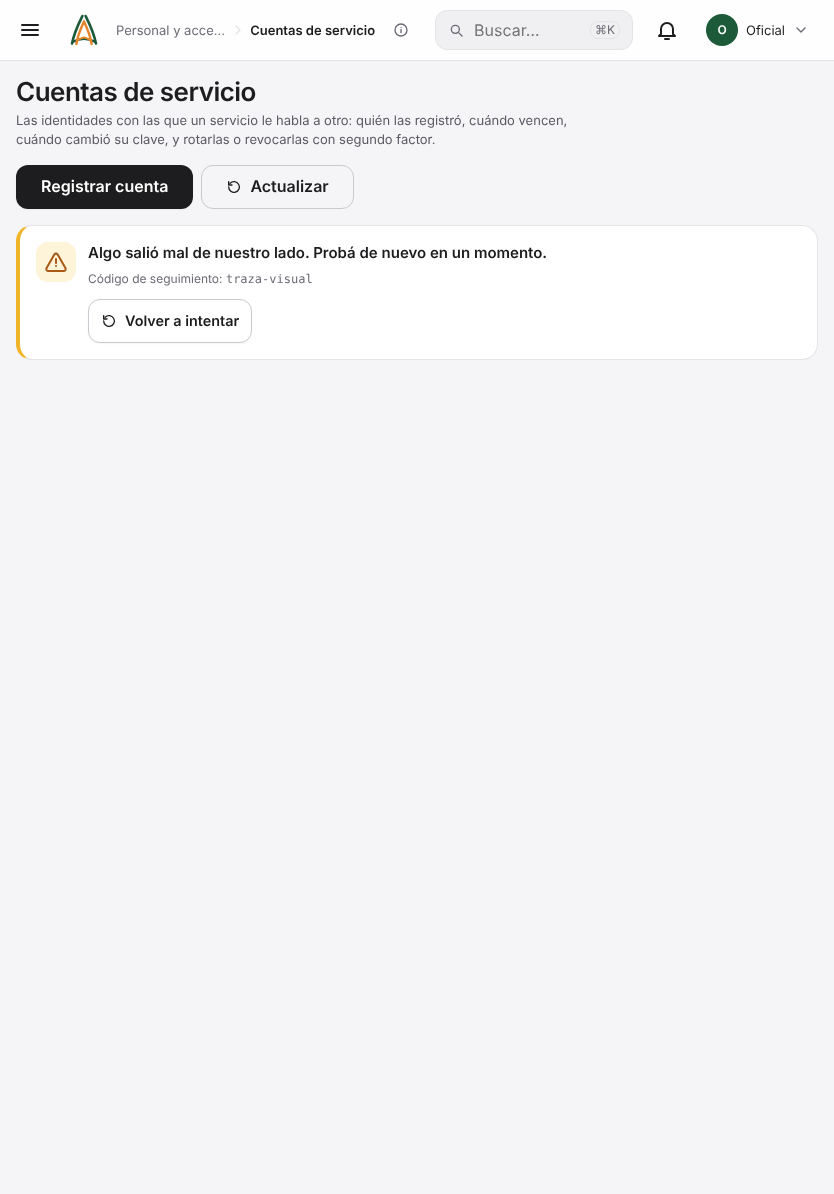 Personal y acce...
Cuentas de servicio
Buscar...
⌘K
O
Oficial
Cuentas de servicio
Las identidades con las que un servicio le habla a otro: quién las registró, cuándo vencen,
cuándo cambió su clave, y rotarlas o revocarlas con segundo factor.
Registrar cuenta
Actualizar
Algo salió mal de nuestro lado. Probá de nuevo en un momento.
Código de seguimiento: traza-visual
Volver a intentar